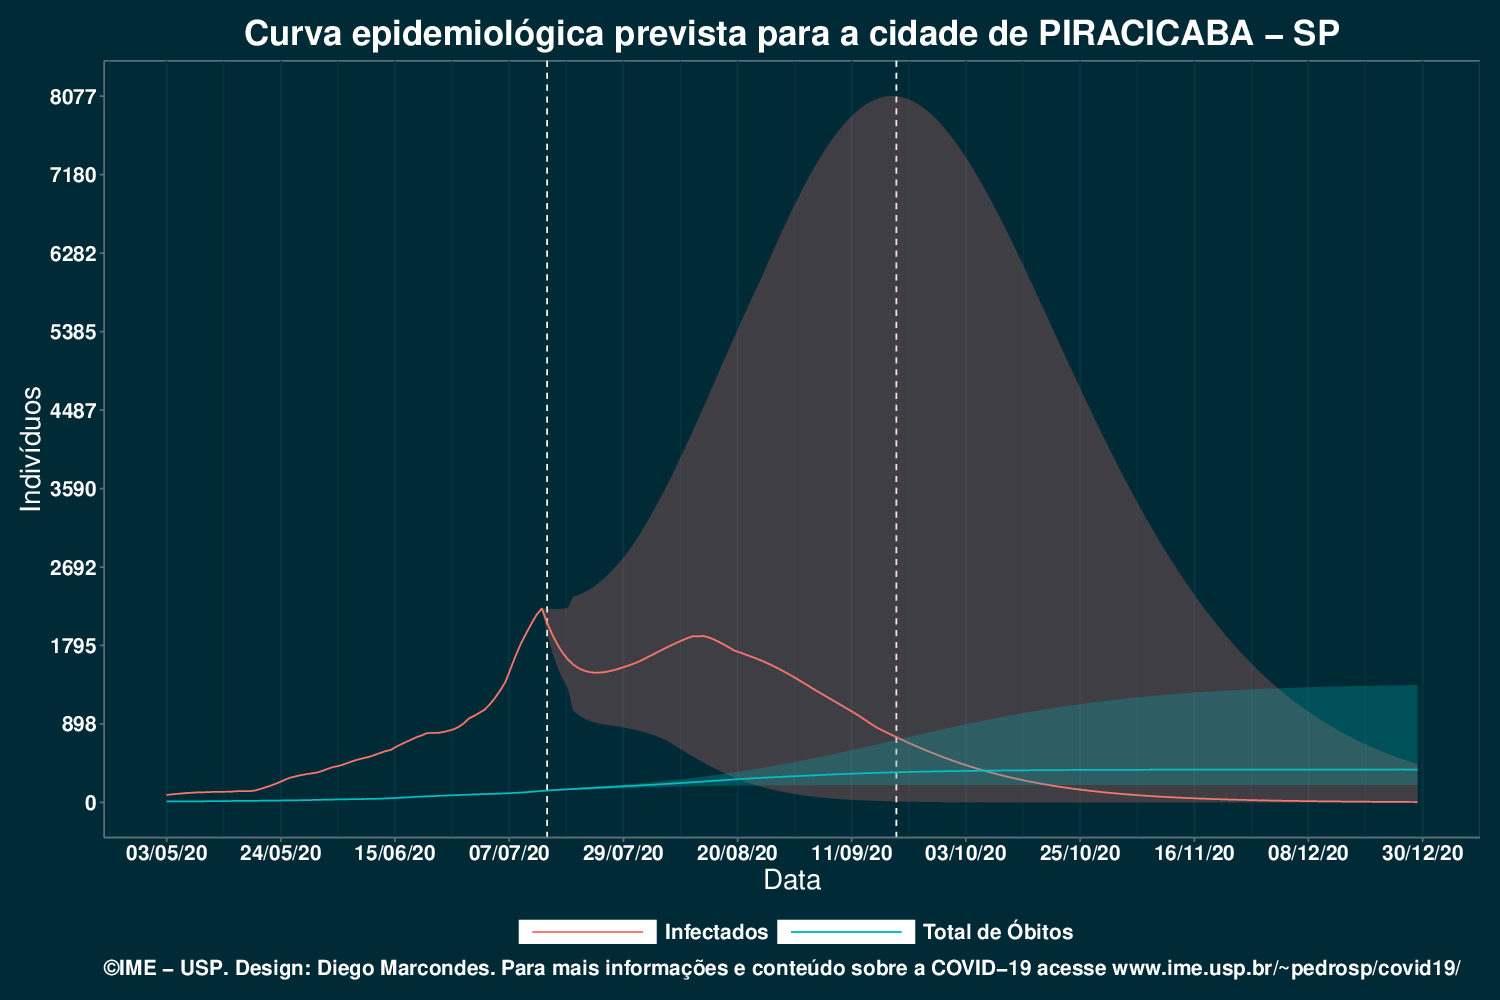 Curva epidemiológica prevista para a cidade de PIRACICABA – SP
8077
7180
6282
5385
4487
3590
2692
1795
898
0
Indivíduos
03/05/20 24/05/20 15/06/20 07/07/20 29/07/20 20/08/20 11/09/20 03/10/20 25/10/20 16/11/20 08/12/20 30/12/20
Data
Infectados Total de Óbitos
©IME – USP. Design: Diego Marcondes. Para mais informações e conteúdo sobre a COVID–19 acesse www.ime.usp.br/~pedrosp/covid19/